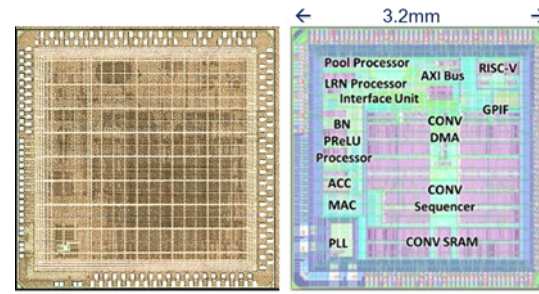 3.2mm
Pool Processor
AXI Bus
RISC-V
LRN Processor
Interface Unit
GPIF
CONV
DMA
BN
PReLU
Processor
ACC
MAC
CONV
Sequencer
PLL
CONV SRAM